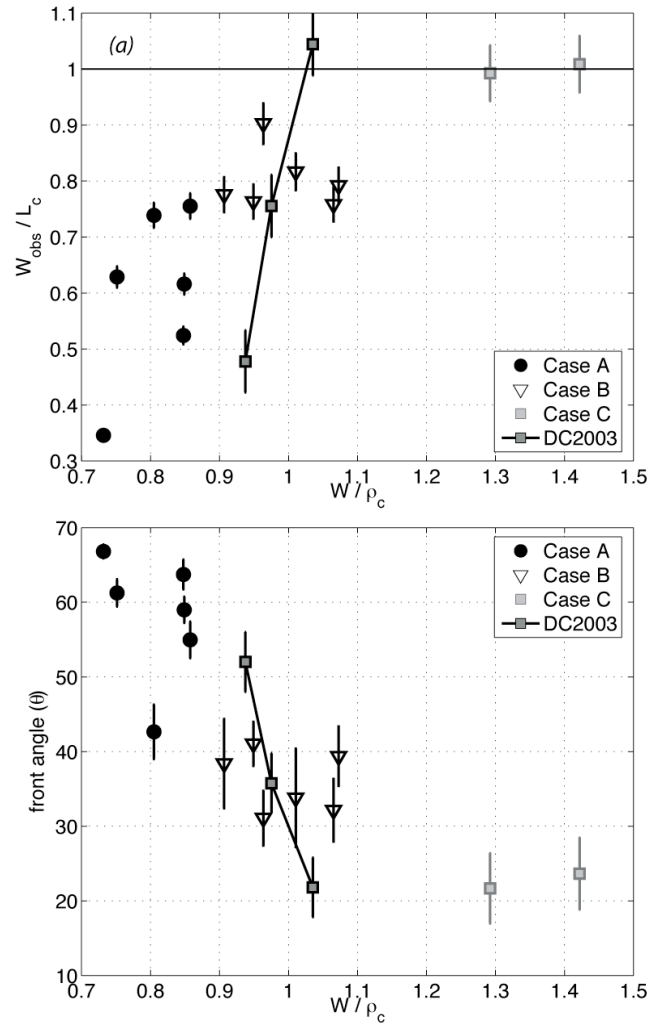 1.1
(a)
1
0.9
0.8
0.7
0.6
0.5
0.4
0.3
W_obs / L_c
0.7 0.8 0.9 1 1.1 1.2 1.3 1.4 1.5
W / ρ_c
Case A
Case B
Case C
DC2003
70
60
50
40
30
20
10
front angle (θ)
0.7 0.8 0.9 1 1.1 1.2 1.3 1.4 1.5
W / ρ_c
Case A
Case B
Case C
DC2003